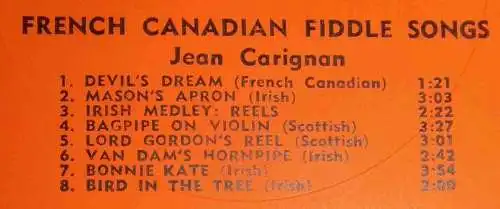 FRENCH CANADIAN FIDDLE SONGS
Jean Carignan
1. DEVIL'S DREAM (French Canadian) 1:21
2. MASON'S APRON (Irish) 3:03
3. IRISH MEDLEY: REELS 2:22
4. BAGPIPE ON VIOLIN (Scottish) 3:27
5. LORD GORDON'S REEL (Scottish) 3:01
6. VAN DAM'S HORNPIPE (Irish) 2:42
7. BONNIE KATE (Irish) 3:54
8. BIRD IN THE TREE (Irish) 2:00